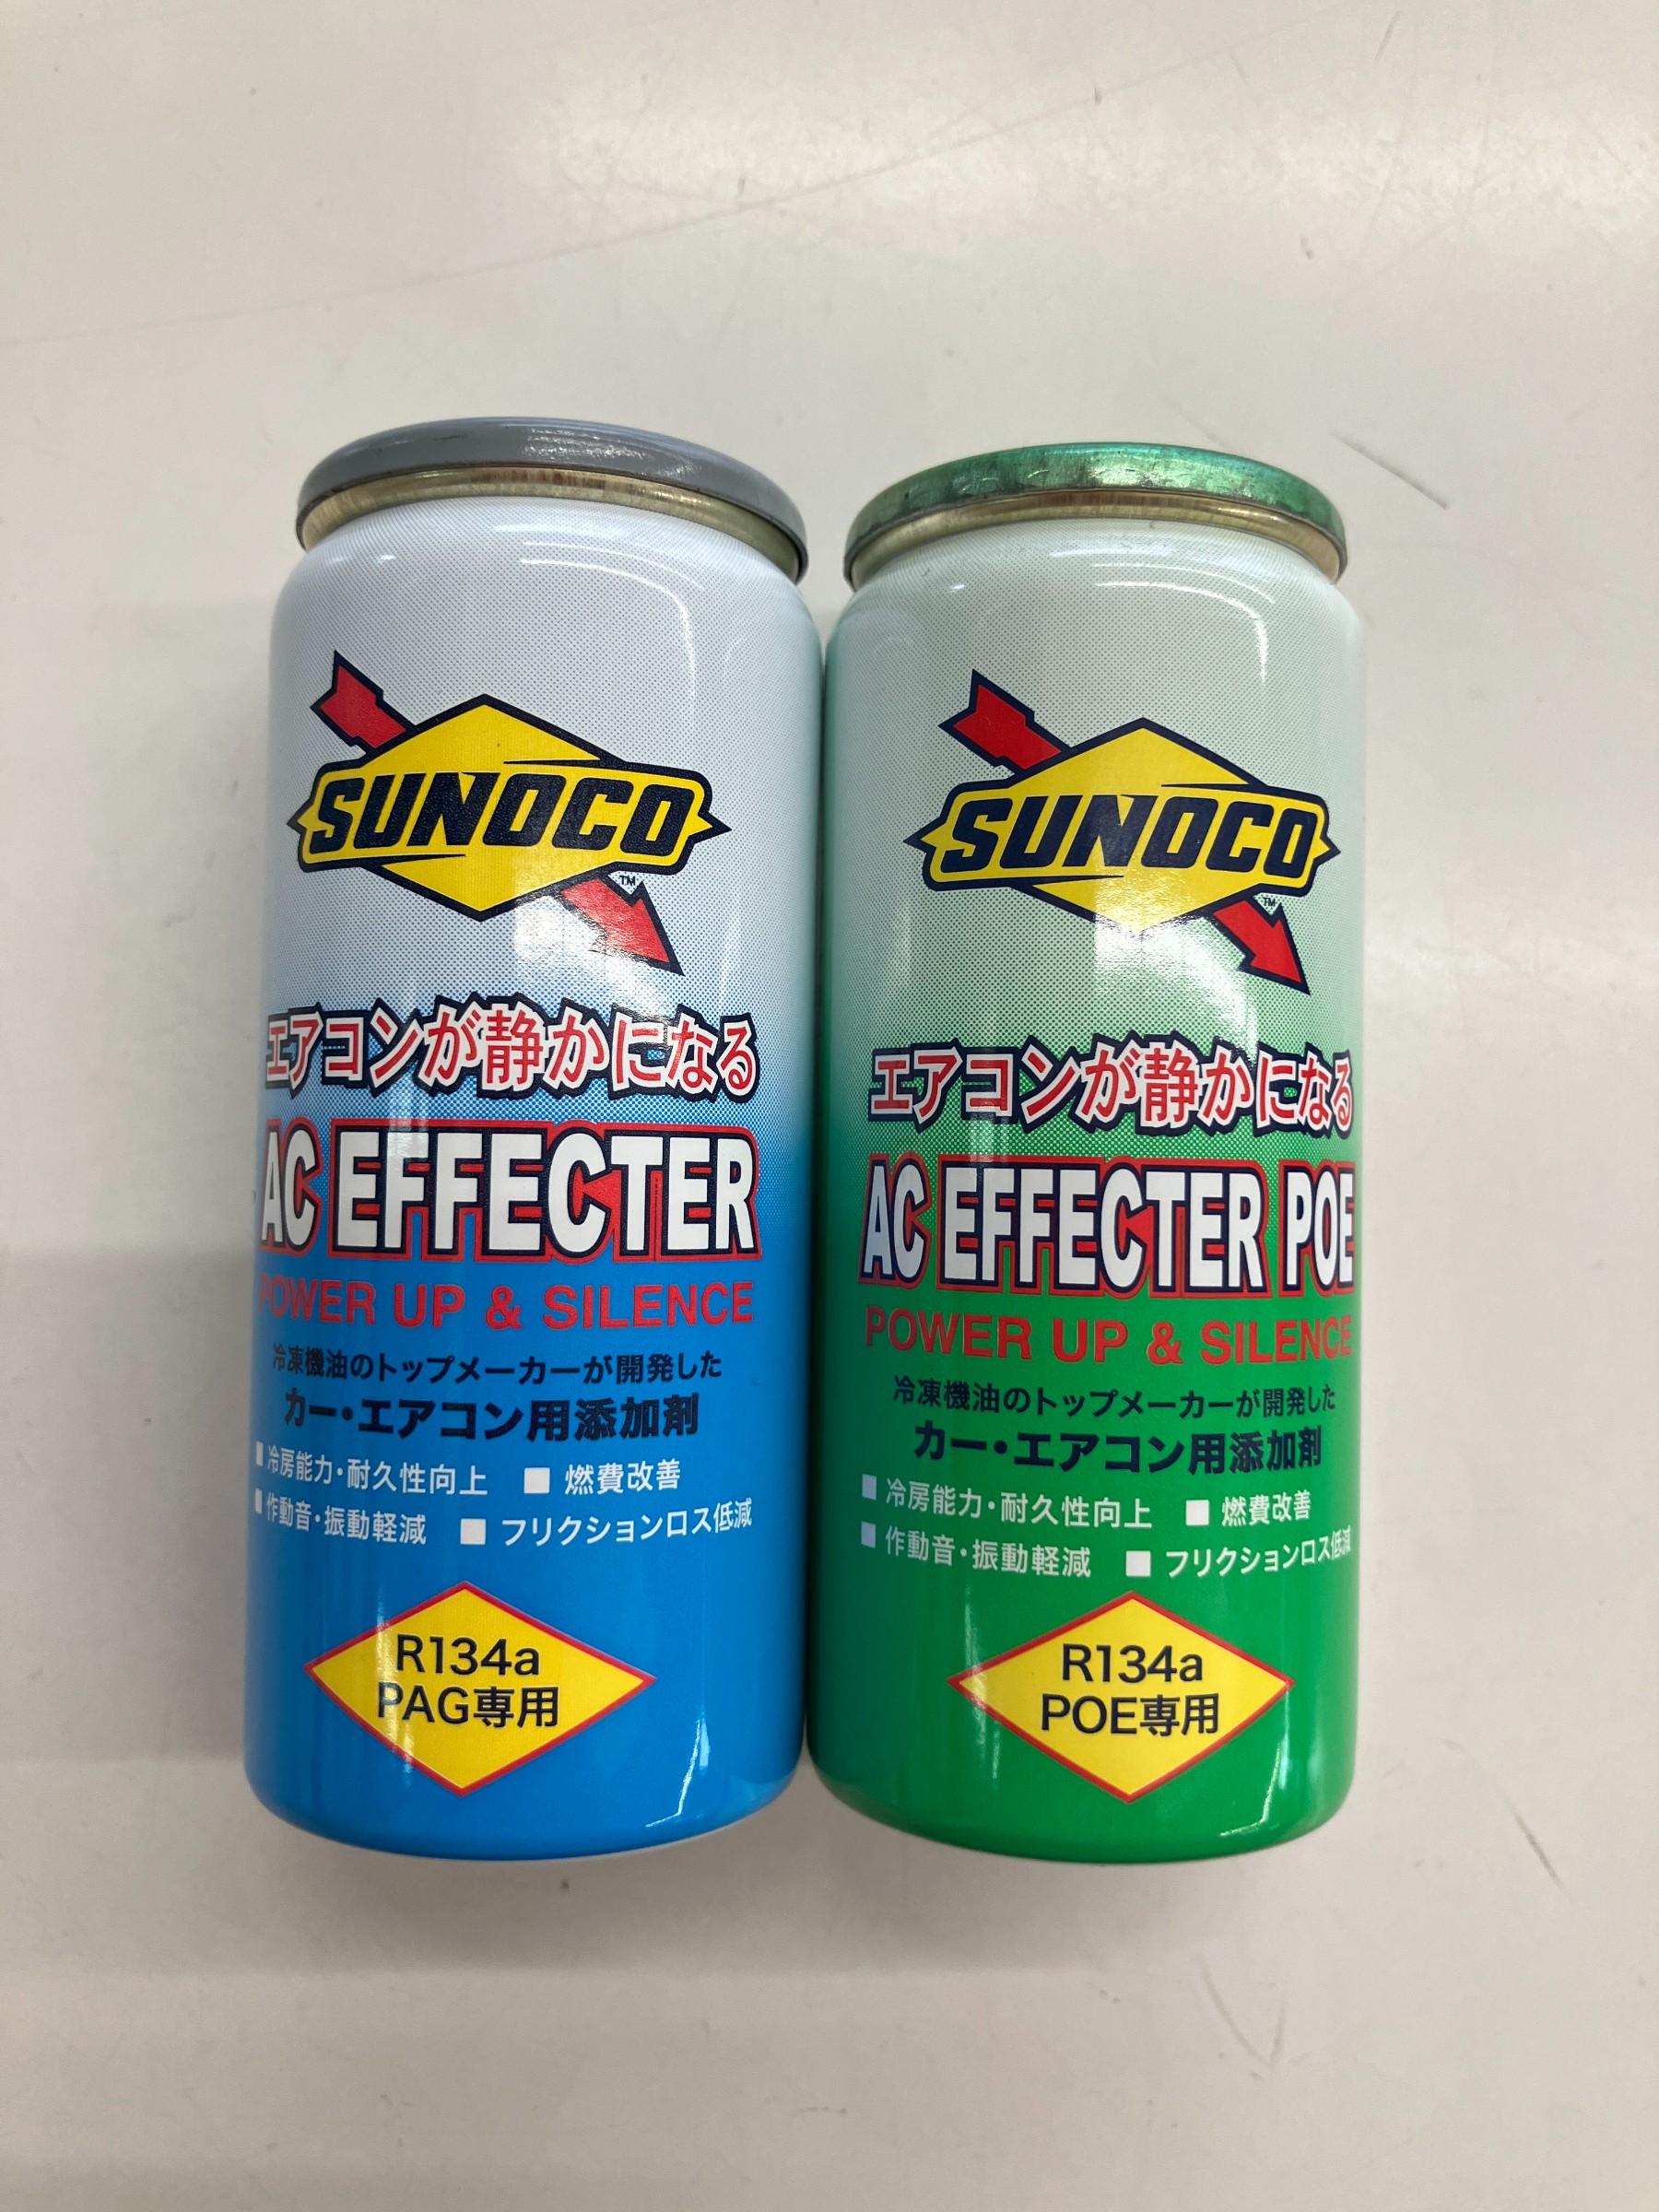 SUNOCO
TM
エアコンが静かになる
AC EFFECTER
POWER UP & SILENCE
冷凍機油のトップメーカーが開発した
カー・エアコン用添加剤
■ 冷房能力・耐久性向上 ■ 燃費改善
■ 作動音・振動軽減 ■ フリクションロス低減
R134a
PAG専用
SUNOCO
TM
エアコンが静かになる
AC EFFECTER POE
POWER UP & SILENCE
冷凍機油のトップメーカーが開発した
カー・エアコン用添加剤
■ 冷房能力・耐久性向上 ■ 燃費改善
■ 作動音・振動軽減 ■ フリクションロス低減
R134a
POE専用